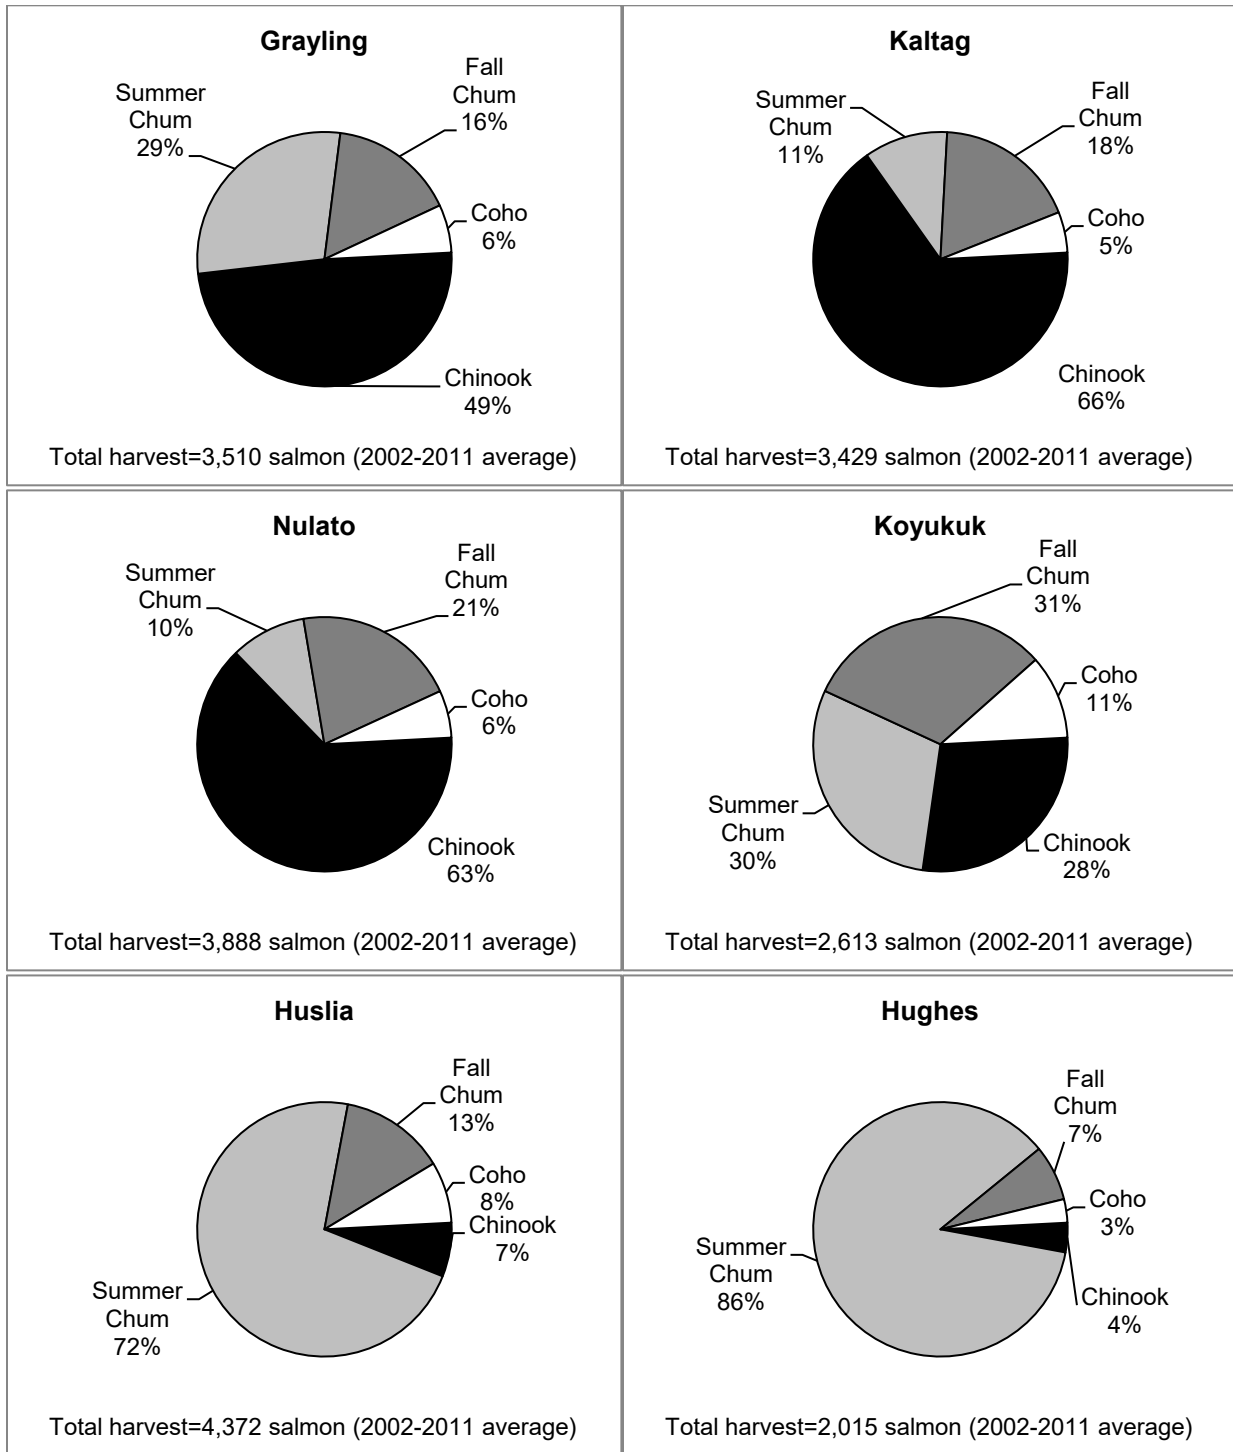 Grayling
Fall
Chum
16%
Summer
Chum
29%
Coho
6%
Chinook
49%
Total harvest=3,510 salmon (2002-2011 average)
Kaltag
Fall
Chum
18%
Summer
Chum
11%
Coho
5%
Chinook
66%
Total harvest=3,429 salmon (2002-2011 average)
Nulato
Fall
Chum
21%
Summer
Chum
10%
Coho
6%
Chinook
63%
Total harvest=3,888 salmon (2002-2011 average)
Koyukuk
Fall
Chum
31%
Coho
11%
Summer
Chum
30%
Chinook
28%
Total harvest=2,613 salmon (2002-2011 average)
Huslia
Fall
Chum
13%
Coho
8%
Chinook
7%
Summer
Chum
72%
Total harvest=4,372 salmon (2002-2011 average)
Hughes
Fall
Chum
7%
Coho
3%
Summer
Chum
86%
Chinook
4%
Total harvest=2,015 salmon (2002-2011 average)